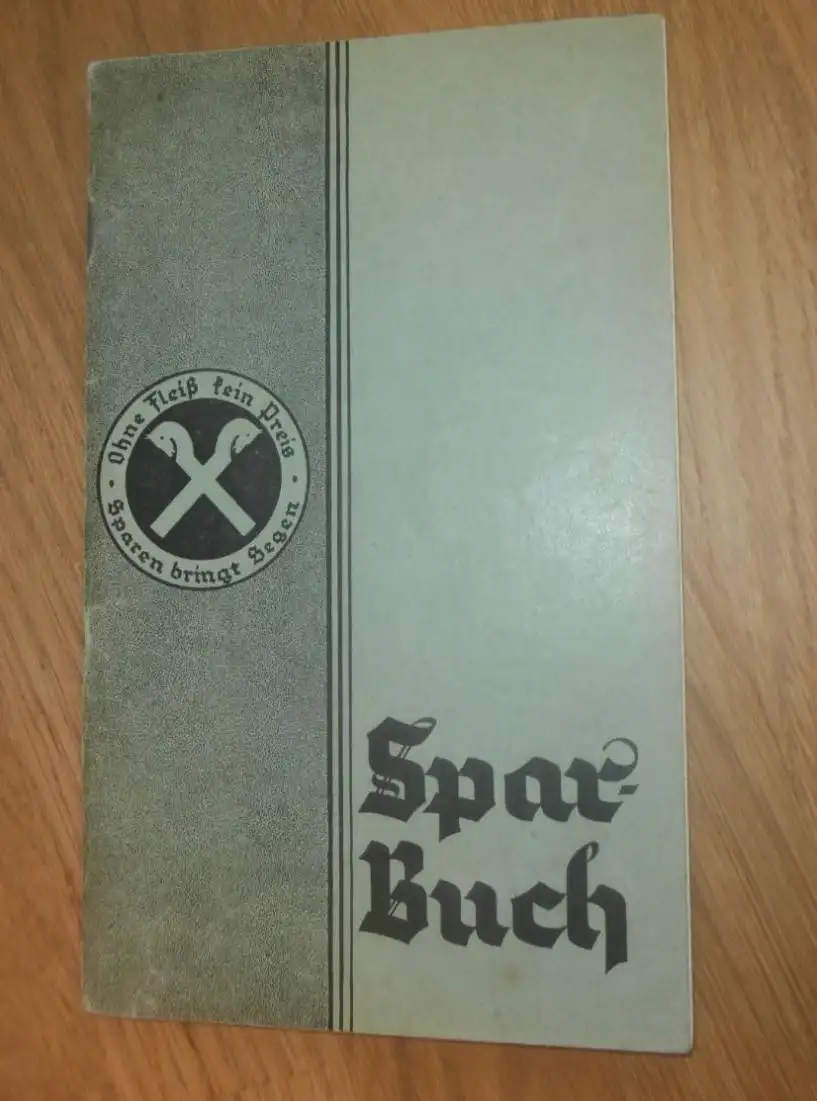 Ohne Fleiß kein Preis
Sparen bringt Segen
Spar-
Buch